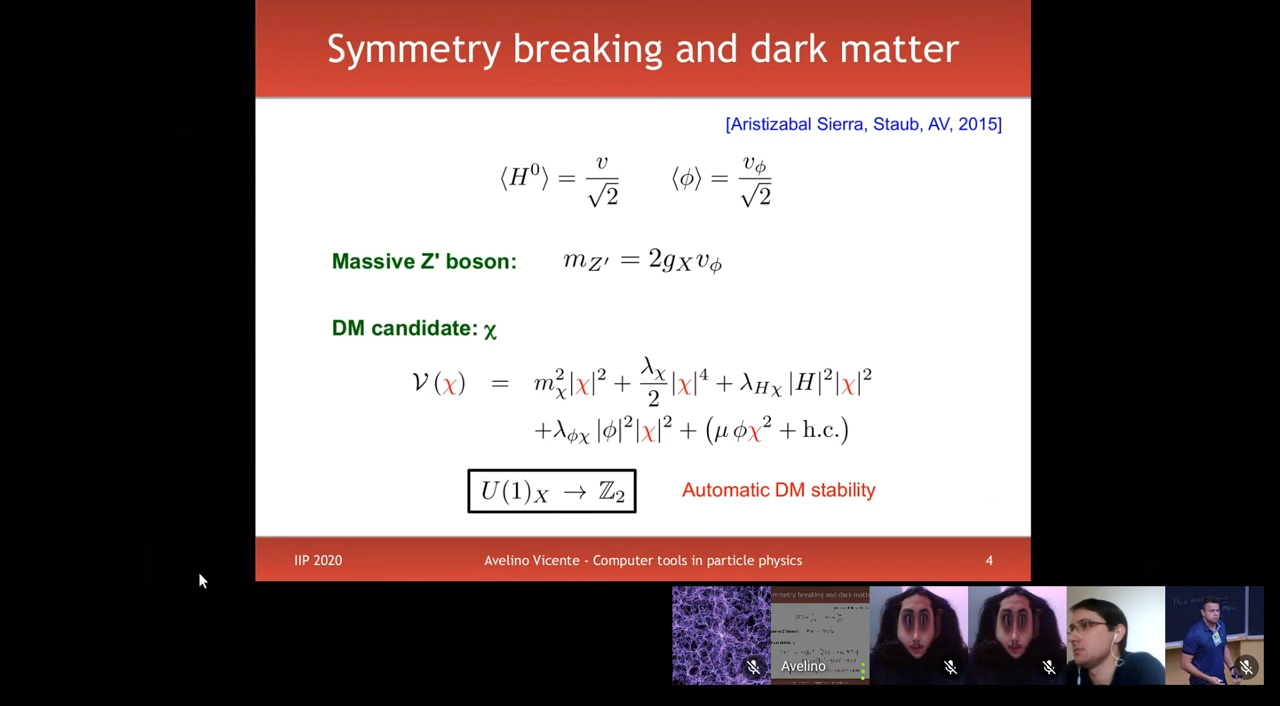 Symmetry breaking and dark matter
[Aristizabal Sierra, Staub, AV, 2015]
⟨H⁰⟩ = v/√2    ⟨ϕ⟩ = v_ϕ/√2
Massive Z' boson: m_Z′ = 2g_X v_ϕ
DM candidate: χ
𝒱(χ) = m_χ²|χ|² + λ_χ/2 |χ|⁴ + λ_Hχ |H|²|χ|²
+λ_ϕχ |ϕ|²|χ|² + (μ ϕχ² + h.c.)
U(1)_X → ℤ₂ Automatic DM stability
IIP 2020 Avelino Vicente - Computer tools in particle physics 4
Avelino